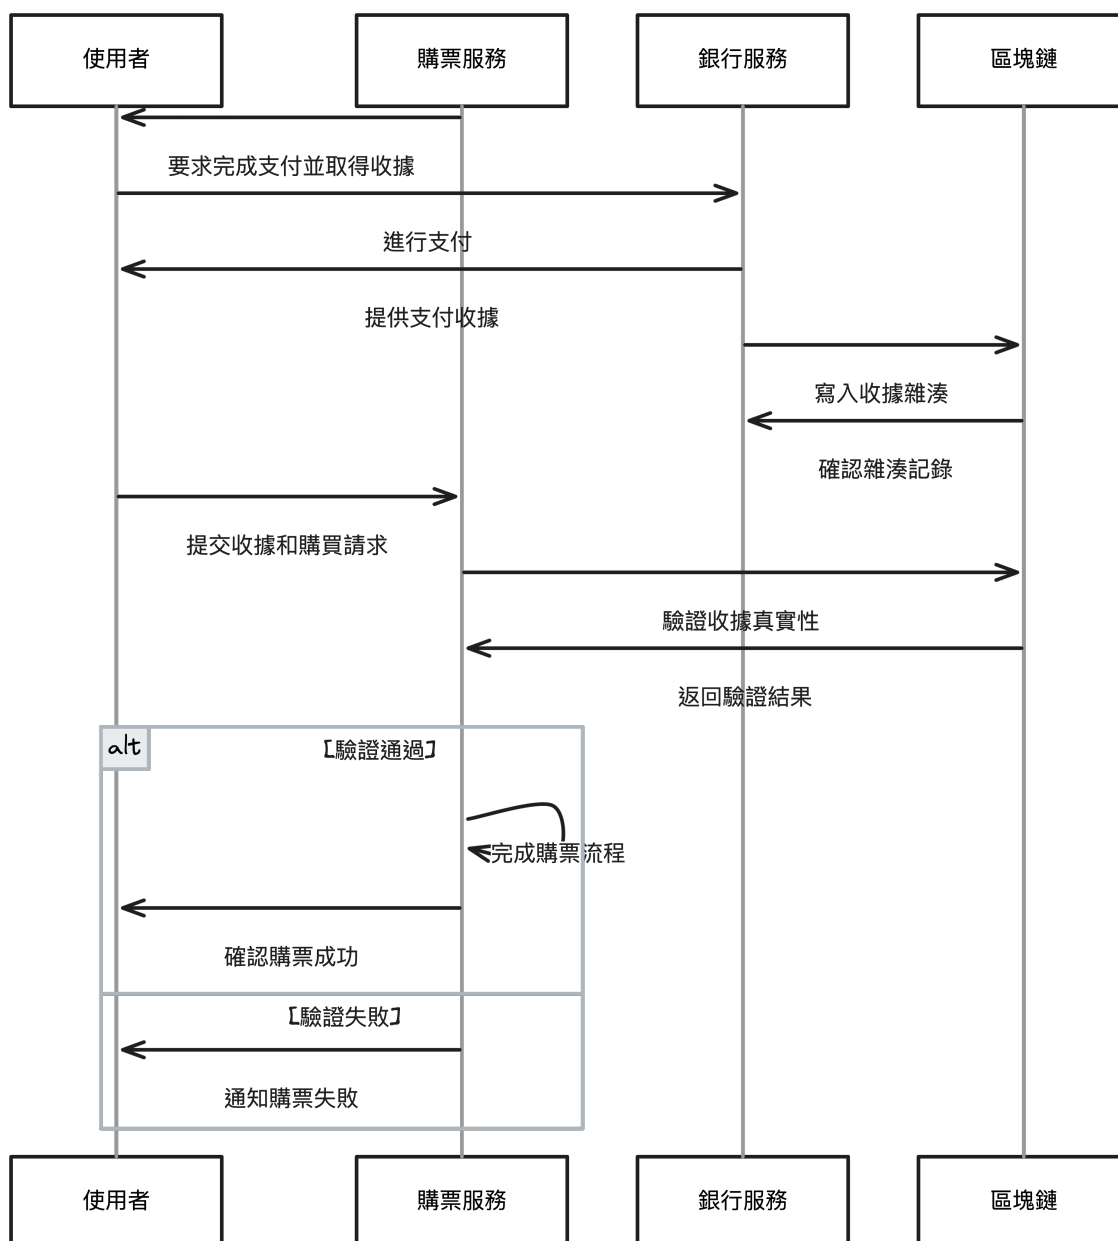 使用者 購票服務 銀行服務 區塊鏈
要求完成支付並取得收據
進行支付
提供支付收據
寫入收據雜湊
確認雜湊記錄
提交收據和購買請求
驗證收據真實性
返回驗證結果
alt [驗證通過]
完成購票流程
確認購票成功
[驗證失敗]
通知購票失敗
使用者 購票服務 銀行服務 區塊鏈